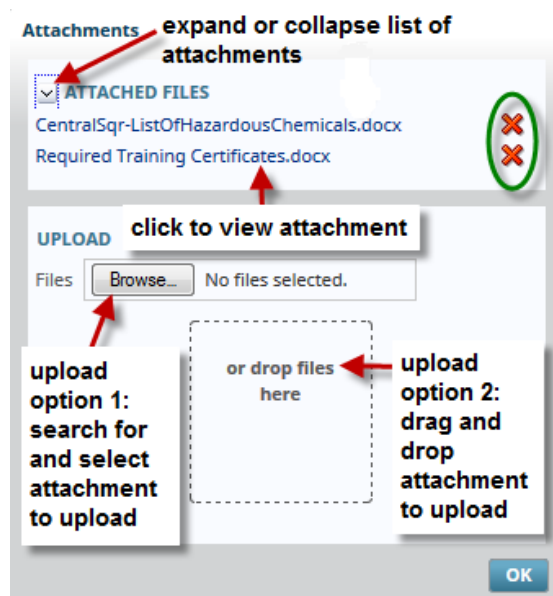 Attachments
expand or collapse list of
attachments
ATTACHED FILES
CentralSqr-ListOfHazardousChemicals.docx
Required Training Certificates.docx
click to view attachment
UPLOAD
Files Browse... No files selected.
or drop files
here
upload
option 1:
search for
and select
attachment
to upload
upload
option 2:
drag and
drop
attachment
to upload
OK